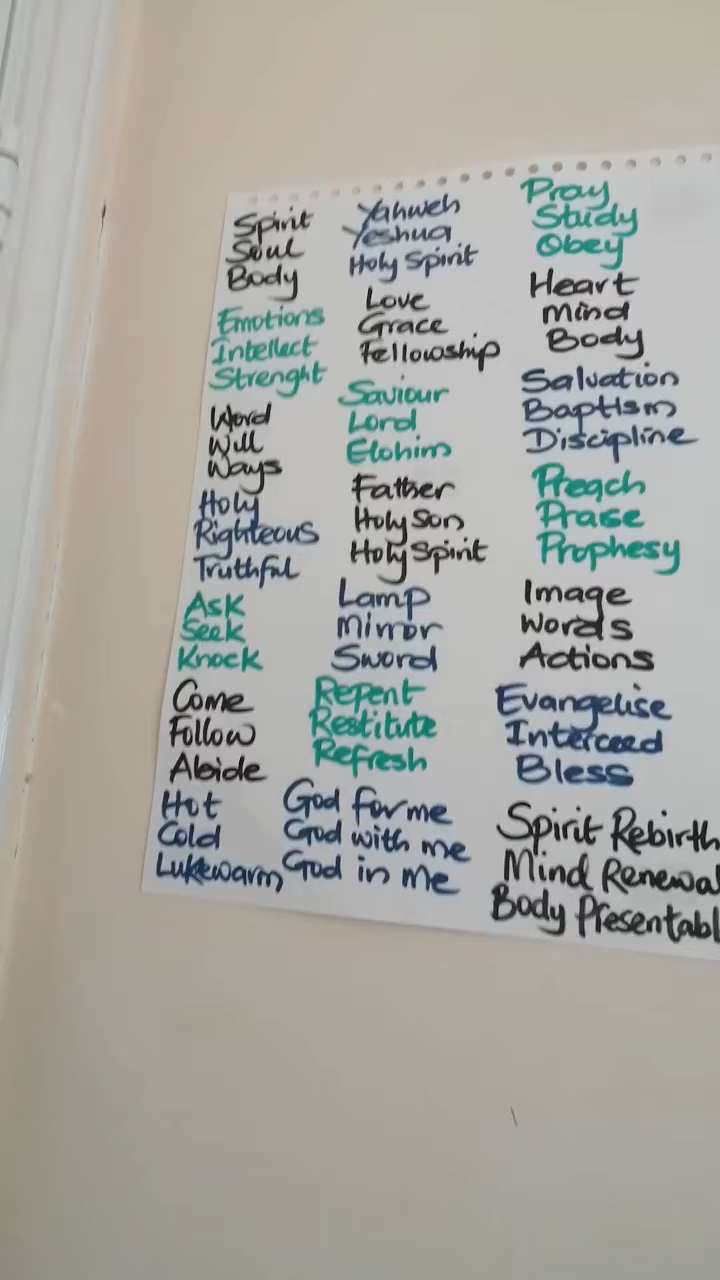 Spirit
Soul
Body
Emotions
Intellect
Strenght
Word
Will
Ways
Holy
Righteous
Truthful
Ask
Seek
Knock
Come
Follow
Abide
Hot
Cold
Lukewarm
Yahweh
Yeshua
Holy Spirit
Love
Grace
Fellowship
Saviour
Lord
Elohim
Father
Holy Son
Holy Spirit
Lamp
Mirror
Sword
Repent
Restitute
Refresh
God for me
God with me
God in me
Pray
Study
Obey
Heart
Mind
Body
Salvation
Baptism
Discipline
Preach
Praise
Prophesy
Image
Words
Actions
Evangelise
Interceed
Bless
Spirit Rebirth
Mind Renewal
Body Presentabl